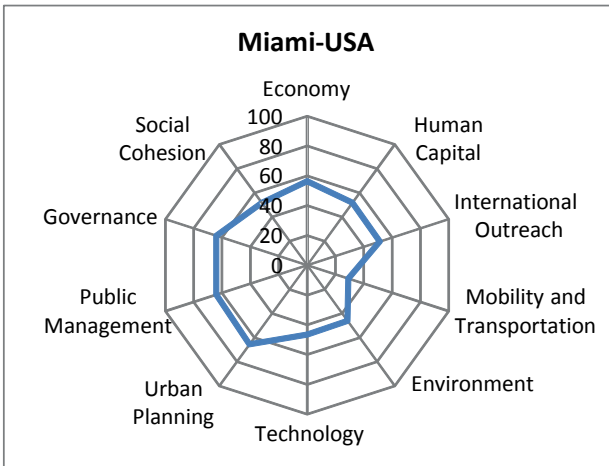 Miami-USA
Economy
Human
Capital
International
Outreach
Mobility and
Transportation
Environment
Technology
Urban
Planning
Public
Management
Governance
Social
Cohesion
100
80
60
40
20
0